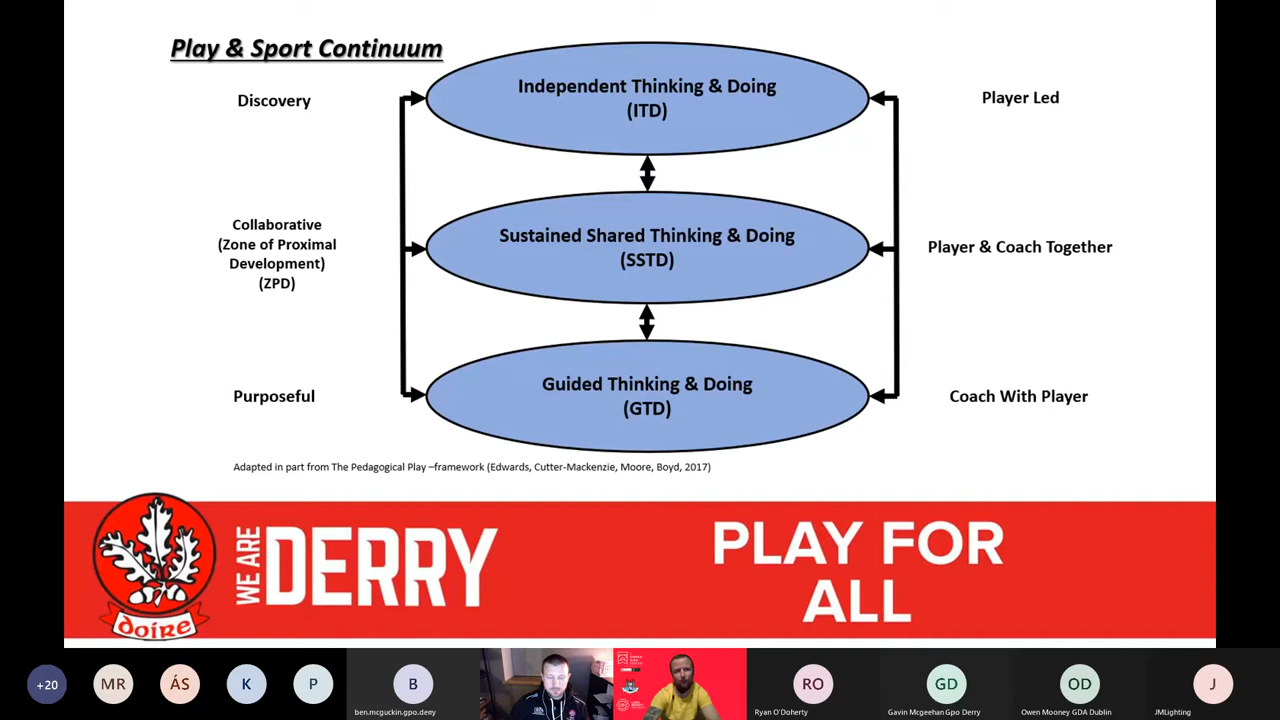 Play & Sport Continuum
Independent Thinking & Doing
(ITD)
Discovery
Player Led
Sustained Shared Thinking & Doing
(SSTD)
Collaborative
(Zone of Proximal
Development)
(ZPD)
Player & Coach Together
Guided Thinking & Doing
(GTD)
Purposeful
Coach With Player
Adapted in part from The Pedagogical Play –framework (Edwards, Cutter-Mackenzie, Moore, Boyd, 2017)
doire
WE ARE
DERRY
PLAY FOR
ALL
+20
MR
ÁS
K
P
B
ben.mcguckin.gpo.derry
RO
Ryan O'Doherty
GD
Gavin Mcgeehan Gpo Derry
OD
Owen Mooney GDA Dublin
J
JMLighting